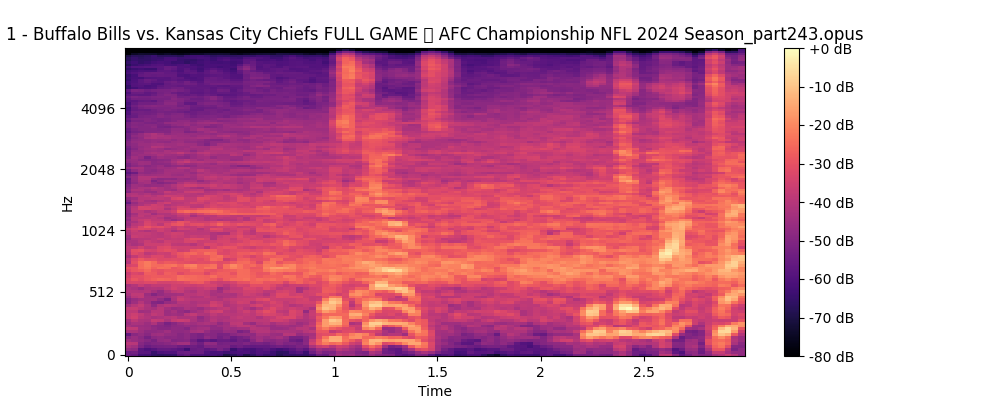 1 - Buffalo Bills vs. Kansas City Chiefs FULL GAME ▯ AFC Championship NFL 2024 Season_part243.opus
+0 dB
-10 dB
-20 dB
-30 dB
-40 dB
-50 dB
-60 dB
-70 dB
-80 dB
4096
2048
1024
512
0
Hz
0
0.5
1
1.5
2
2.5
Time